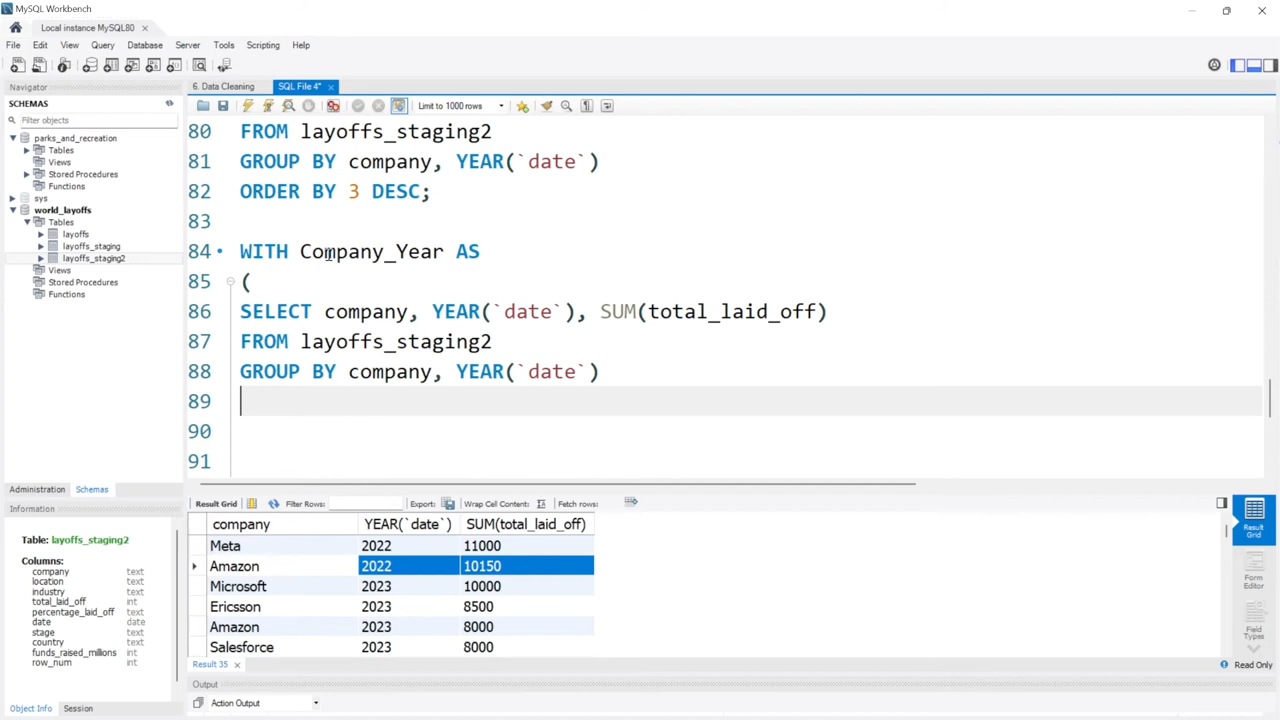 MySQL Workbench
Local instance MySQL80
File Edit View Query Database Server Tools Scripting Help
Navigator
SCHEMAS
Filter objects
parks_and_recreation
Tables
Views
Stored Procedures
Functions
sys
world_layoffs
Tables
layoffs
layoffs_staging
layoffs_staging2
Views
Stored Procedures
Functions
Administration Schemas
Information
Table: layoffs_staging2
Columns:
company text
location text
industry text
total_laid_off int
percentage_laid_off text
date date
stage text
country text
funds_raised_millions int
row_num int
Object Info Session
6. Data Cleaning SQL File 4*
Limit to 1000 rows
80 FROM layoffs_staging2
81 GROUP BY company, YEAR(`date`)
82 ORDER BY 3 DESC;
83
84 WITH Company_Year AS
85 (
86 SELECT company, YEAR(`date`), SUM(total_laid_off)
87 FROM layoffs_staging2
88 GROUP BY company, YEAR(`date`)
89
90
91
Result Grid Filter Rows: Export: Wrap Cell Content: Fetch rows:
company YEAR(`date`) SUM(total_laid_off)
Meta 2022 11000
Amazon 2022 10150
Microsoft 2023 10000
Ericsson 2023 8500
Amazon 2023 8000
Salesforce 2023 8000
Result Grid
Form Editor
Field Types
Result 35
Read Only
Output
Action Output